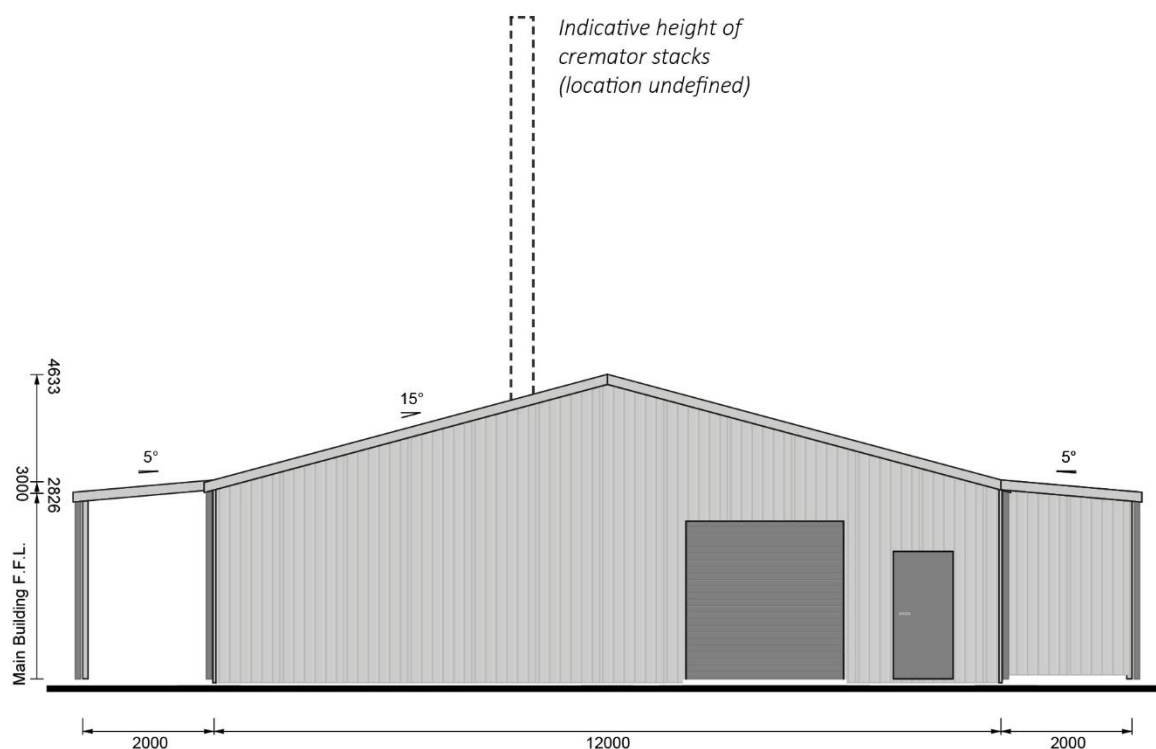 Indicative height of
cremator stacks
(location undefined)
4633
15°
5°
5°
3000
2826
Main Building F.F.L.
2000
12000
2000